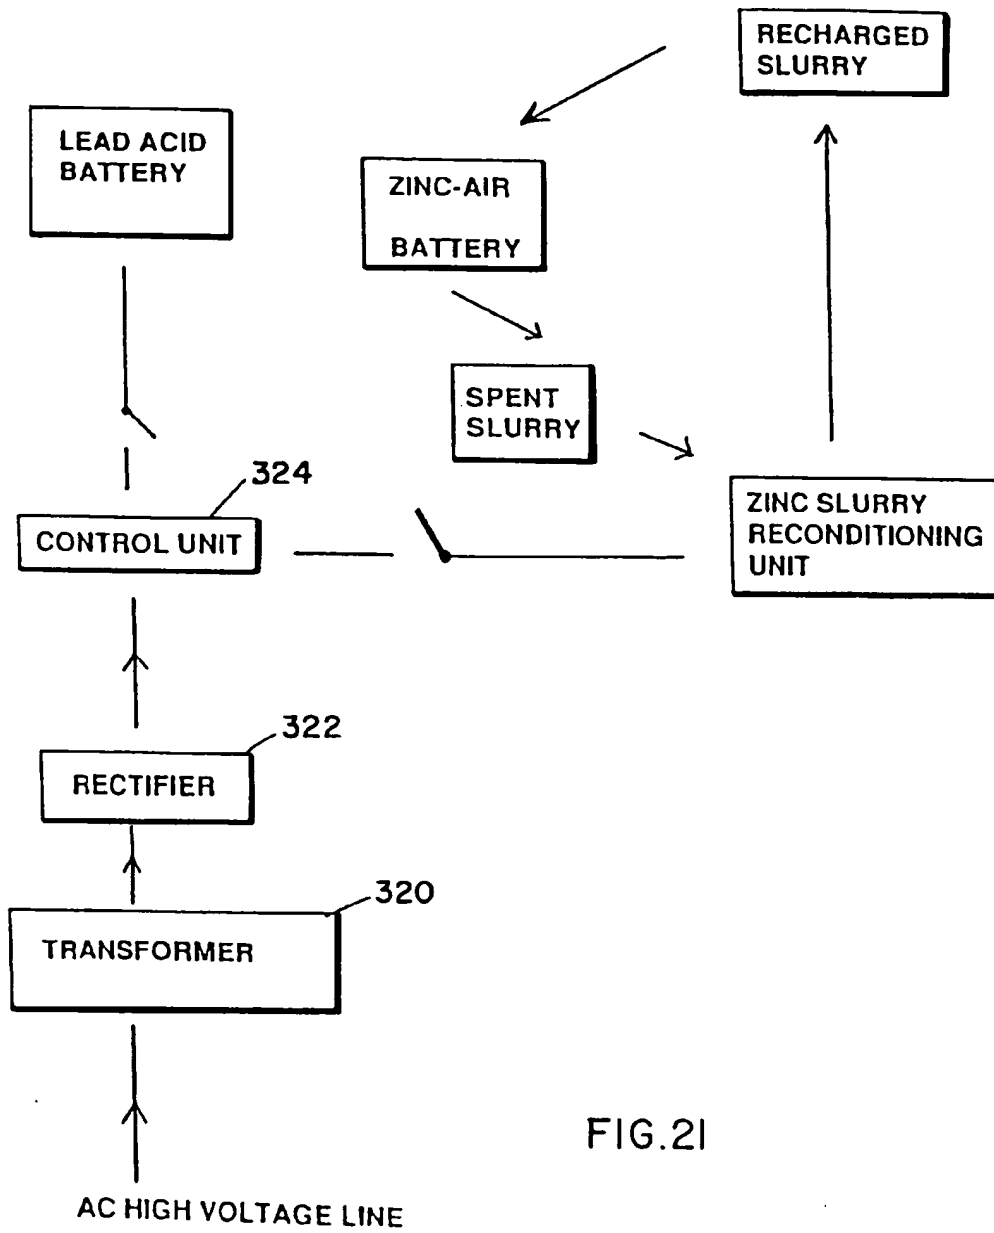 RECHARGED
SLURRY
LEAD ACID
BATTERY
ZINC-AIR
BATTERY
SPENT
SLURRY
324
CONTROL UNIT
ZINC SLURRY
RECONDITIONING
UNIT
322
RECTIFIER
320
TRANSFORMER
FIG.21
AC HIGH VOLTAGE LINE